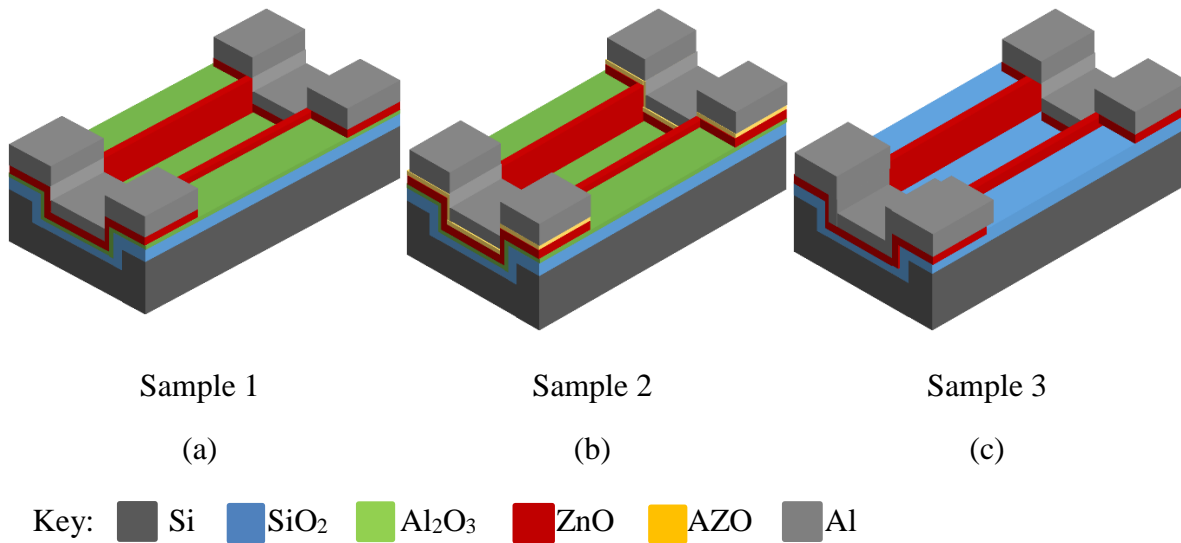 Sample 1 Sample 2 Sample 3
(a) (b) (c)
Key: Si SiO₂ Al₂O₃ ZnO AZO Al